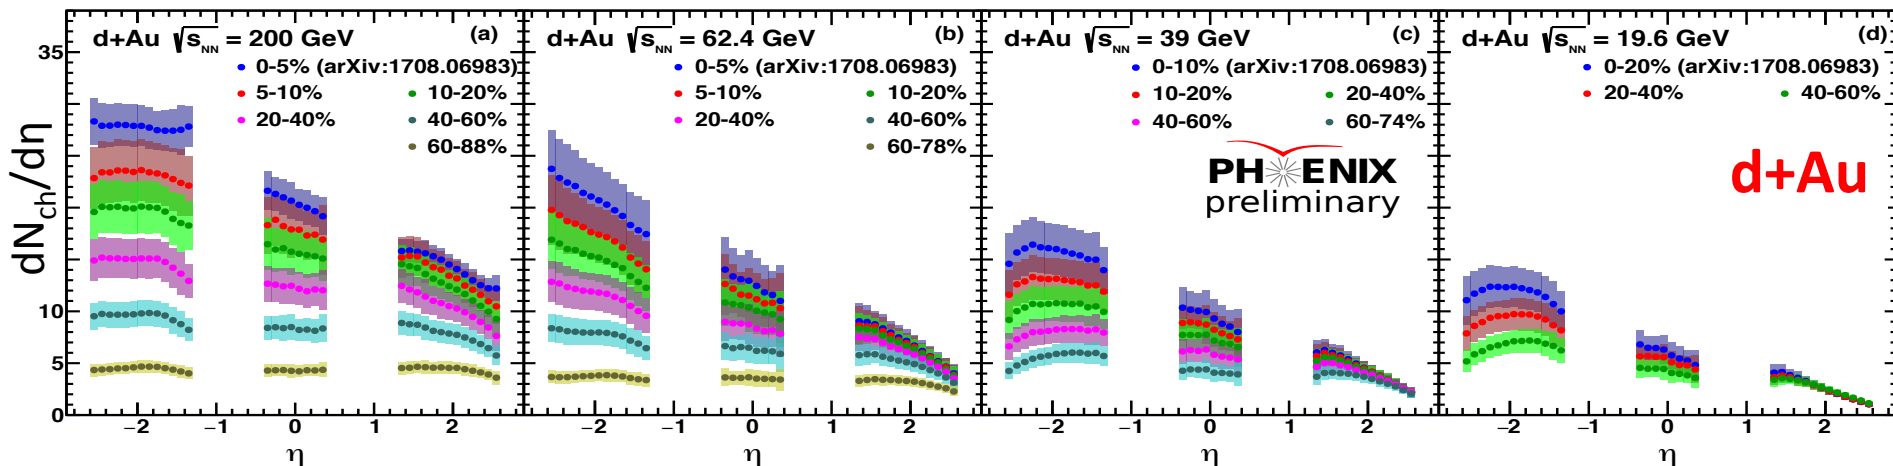 dN_ch/dη
35
10
5
0
d+Au √s_NN = 200 GeV (a)
0-5% (arXiv:1708.06983)
5-10% 10-20%
20-40% 40-60%
60-88%
−2 −1 0 1 2
η
d+Au √s_NN = 62.4 GeV (b)
0-5% (arXiv:1708.06983)
5-10% 10-20%
20-40% 40-60%
60-78%
−2 −1 0 1 2
η
d+Au √s_NN = 39 GeV (c)
0-10% (arXiv:1708.06983)
10-20% 20-40%
40-60% 60-74%
PHENIX
preliminary
−2 −1 0 1 2
η
d+Au √s_NN = 19.6 GeV (d)
0-20% (arXiv:1708.06983)
20-40% 40-60%
d+Au
−2 −1 0 1 2
η